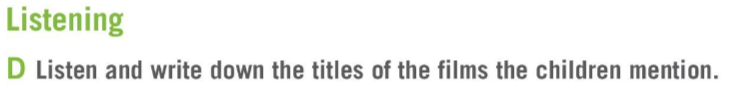 Listening
D Listen and write down the titles of the films the children mention.